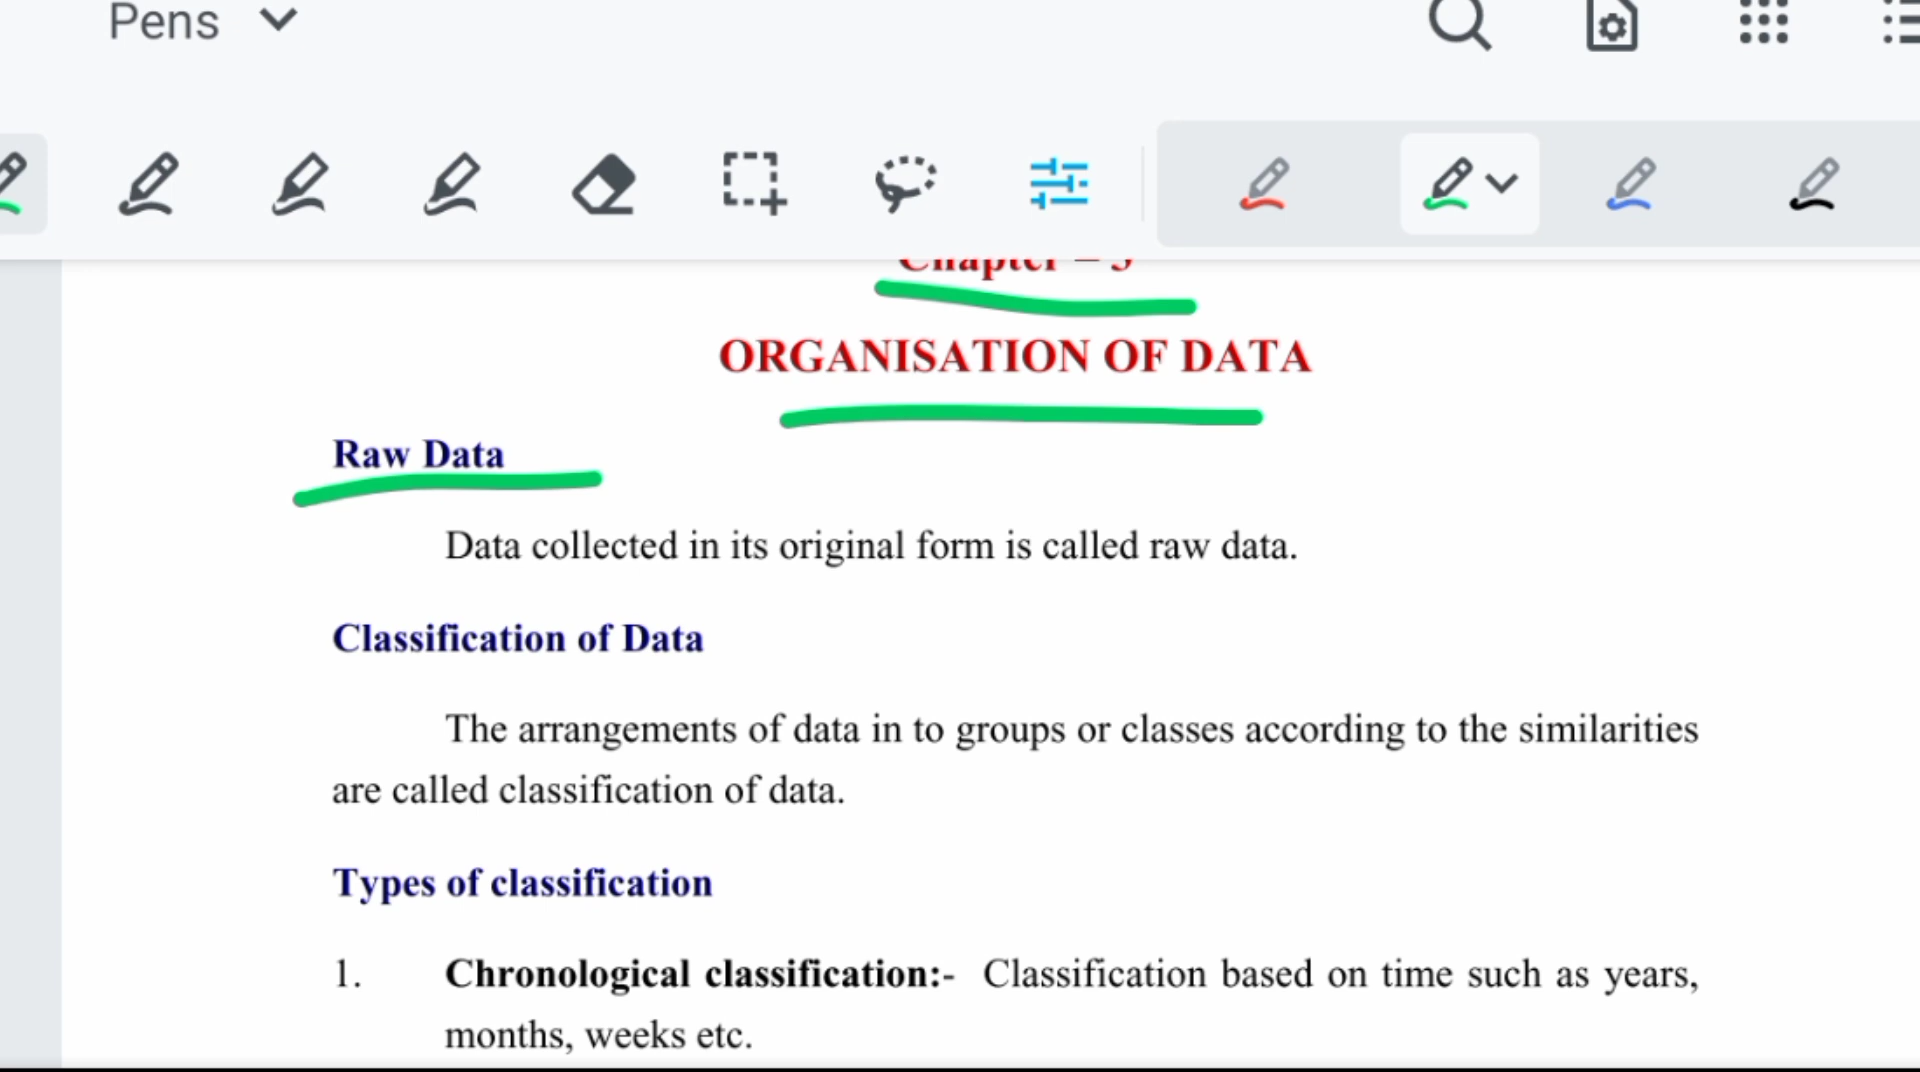 Pens
Chapter – 3
ORGANISATION OF DATA
Raw Data
Data collected in its original form is called raw data.
Classification of Data
The arrangements of data in to groups or classes according to the similarities
are called classification of data.
Types of classification
1. Chronological classification:- Classification based on time such as years,
months, weeks etc.